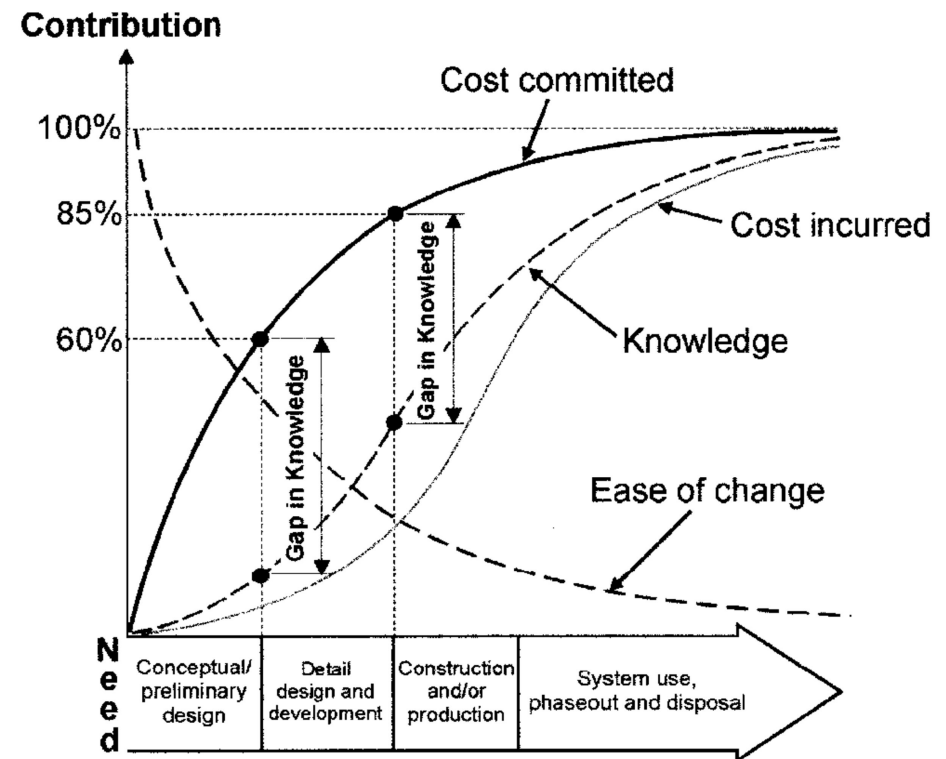 Contribution
Cost committed
100%
85%
Cost incurred
60%
Knowledge
Gap in Knowledge
Gap in Knowledge
Ease of change
Need
Conceptual/
preliminary
design
Detail
design and
development
Construction
and/or
production
System use,
phaseout and disposal